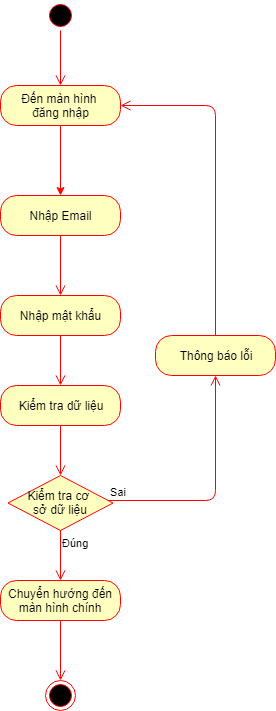 Đến màn hình
đăng nhập
Nhập Email
Nhập mật khẩu
Thông báo lỗi
Kiểm tra dữ liệu
Kiểm tra cơ
sở dữ liệu
Sai
Đúng
Chuyển hướng đến
màn hình chính